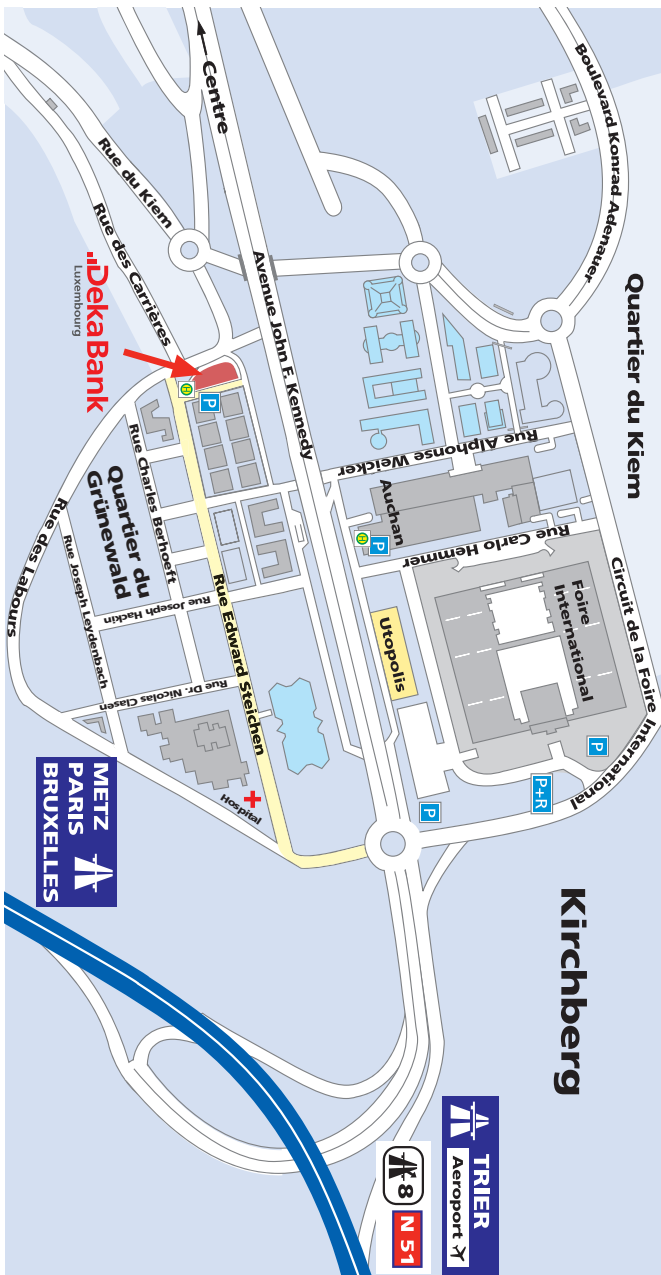 Centre
Boulevard Konrad Adenauer
Rue du Kiem
Rue des Carrières
Avenue John F. Kennedy
Quartier du Kiem
DekaBank
Luxembourg
H
P
Rue Alphonse Weicker
Auchan
H
P
Rue Carlo Hemmer
Rue Charles Berhoeft
Quartier du
Grünewald
Rue des Labours
Rue Joseph Leydenbach
Rue Joseph Hackin
Rue Edward Steichen
Rue Dr. Nicolas Clasen
Utopolis
Foire
International
Circuit de la Foire International
P
P+R
P
Hospital
METZ
PARIS
BRUXELLES
Kirchberg
TRIER
Aeroport
8
N 51